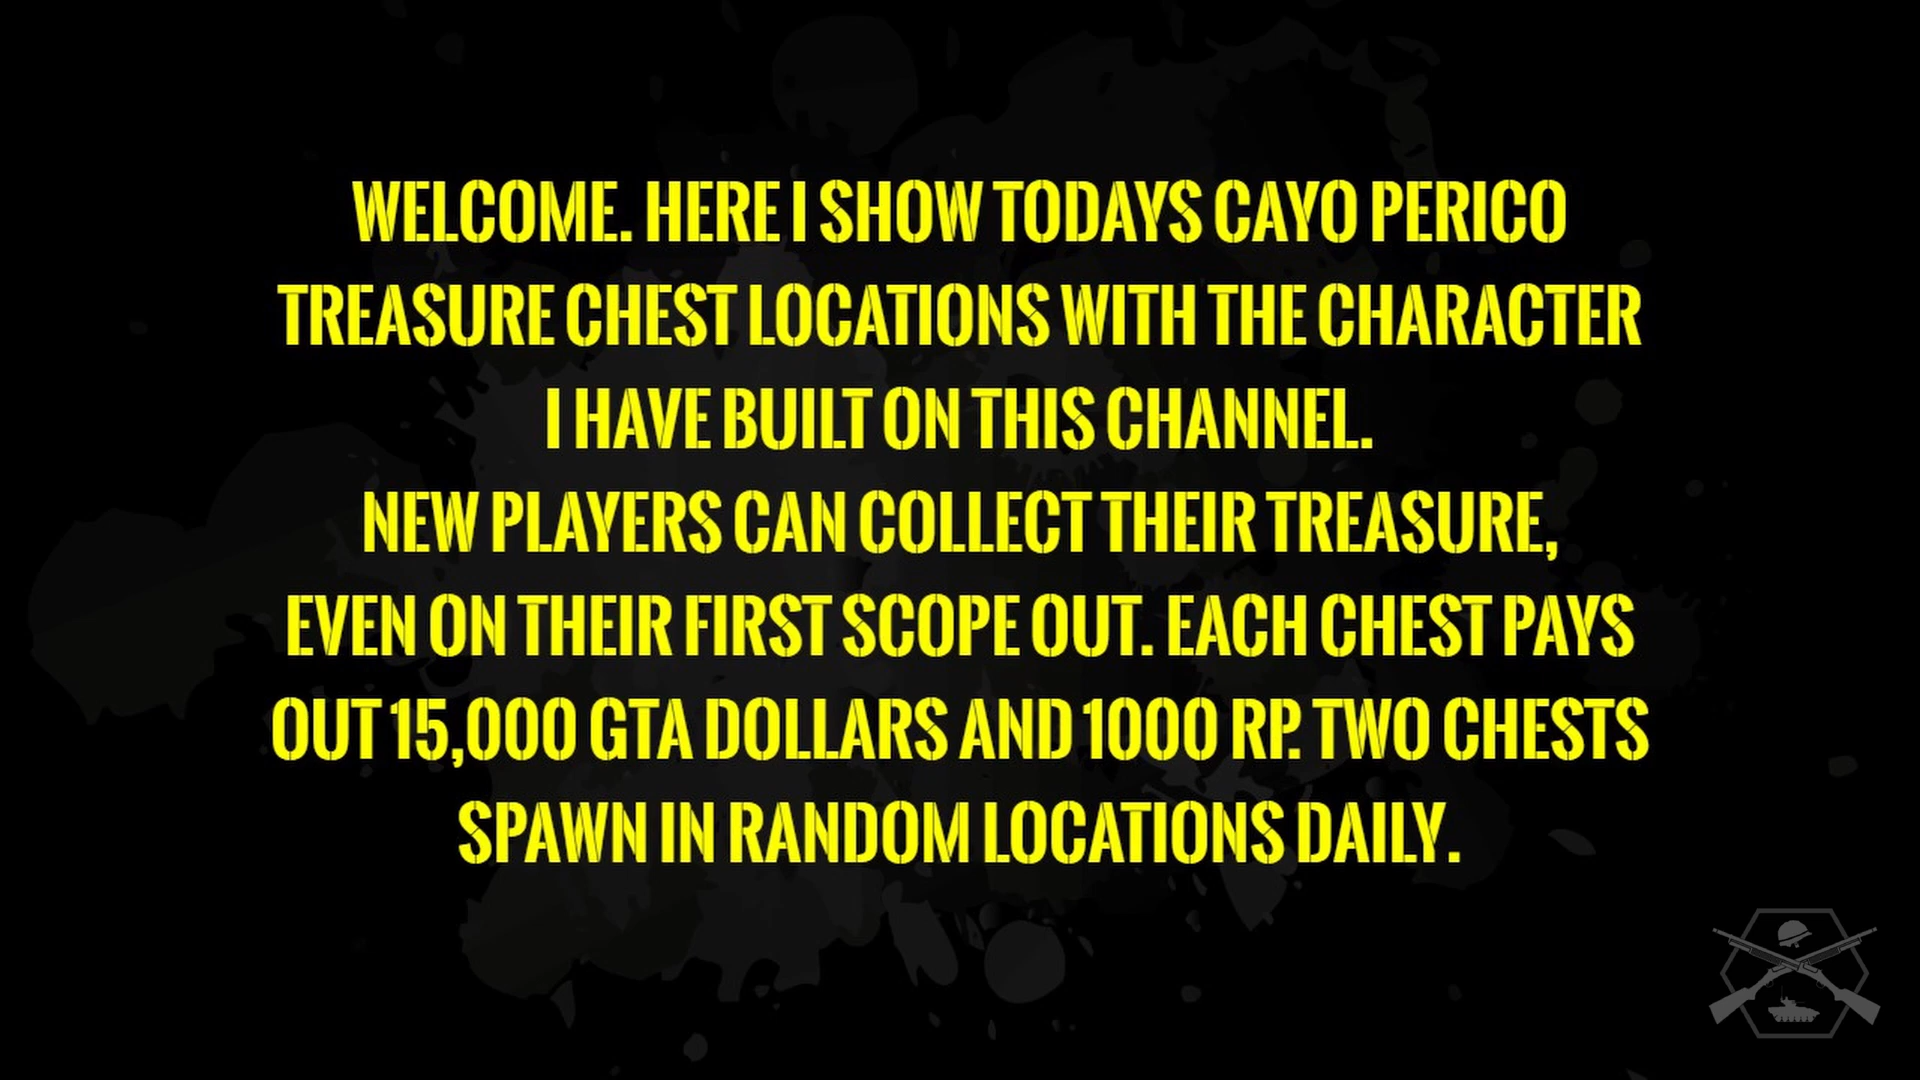 WELCOME. HERE I SHOW TODAYS CAYO PERICO
TREASURE CHEST LOCATIONS WITH THE CHARACTER
I HAVE BUILT ON THIS CHANNEL.
NEW PLAYERS CAN COLLECT THEIR TREASURE,
EVEN ON THEIR FIRST SCOPE OUT. EACH CHEST PAYS
OUT 15,000 GTA DOLLARS AND 1000 RP. TWO CHESTS
SPAWN IN RANDOM LOCATIONS DAILY.